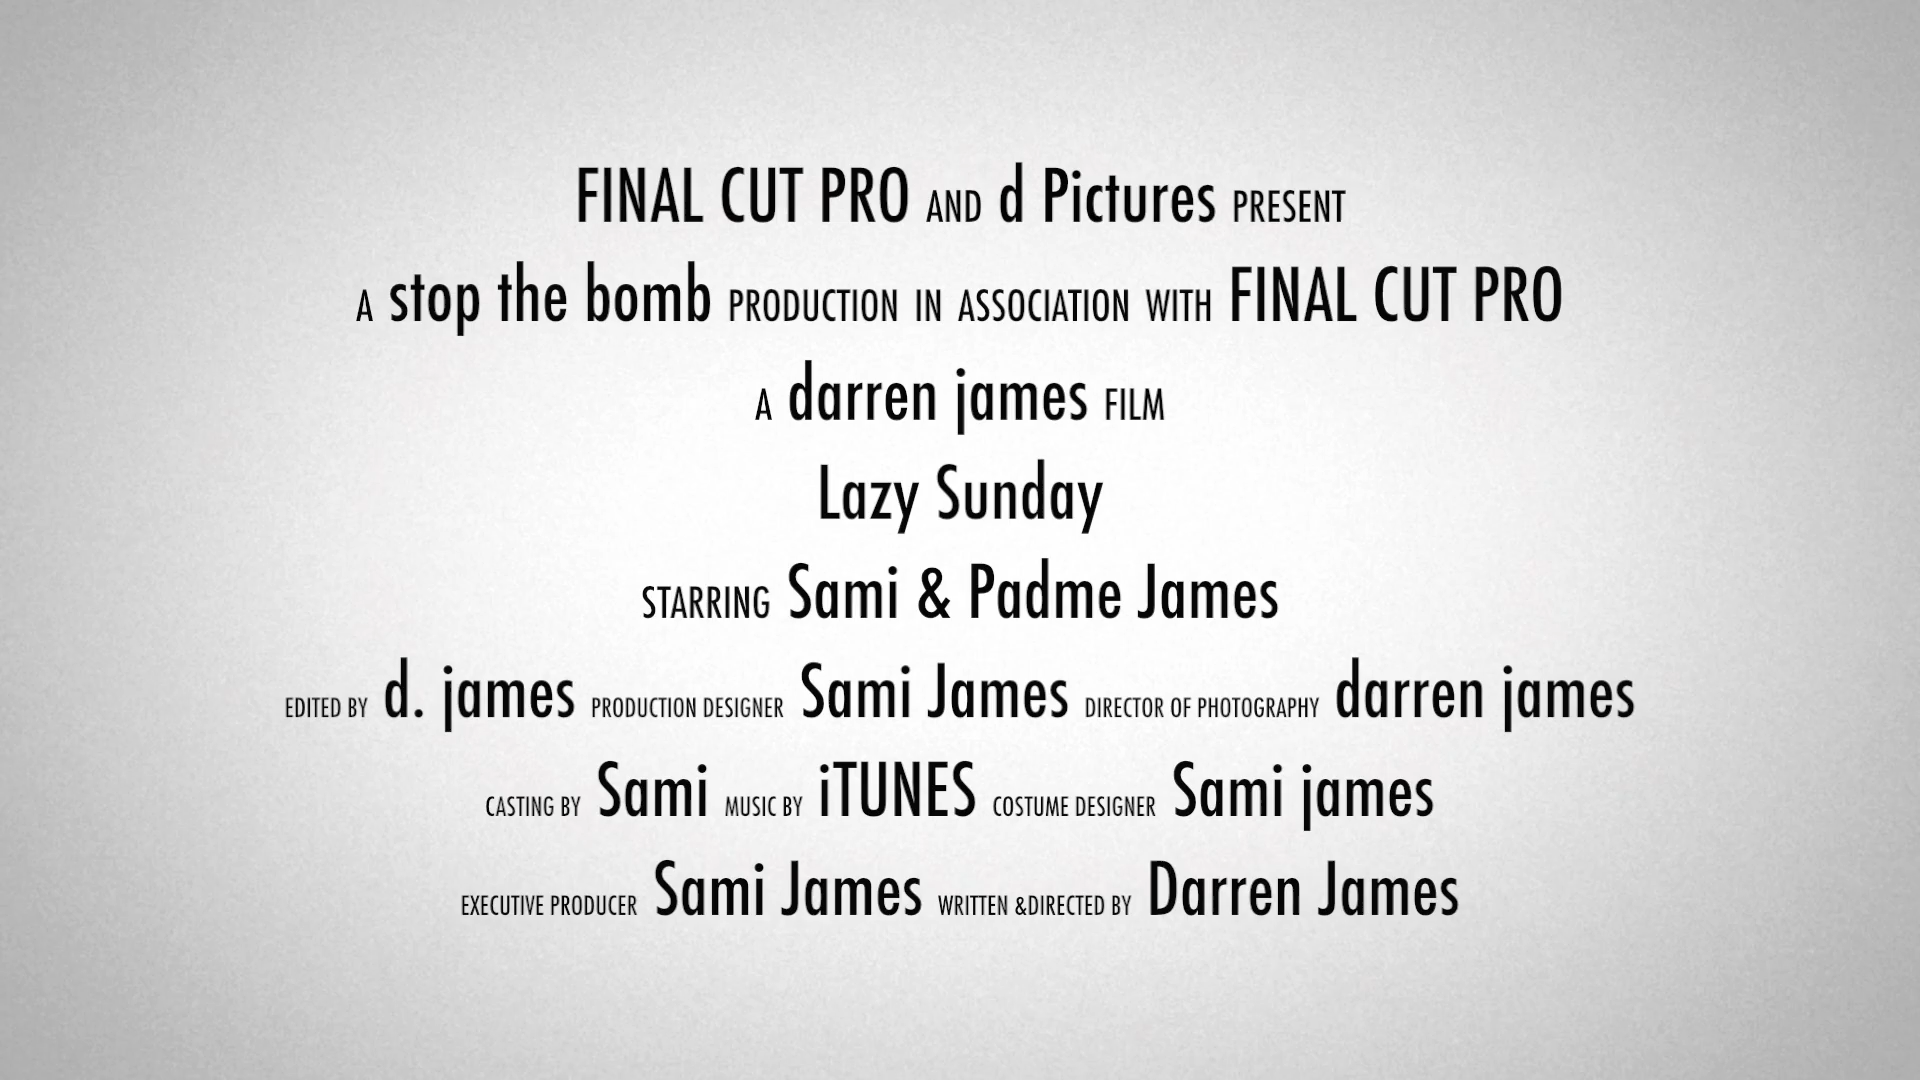 FINAL CUT PRO AND d Pictures PRESENT
A stop the bomb PRODUCTION IN ASSOCIATION WITH FINAL CUT PRO
A darren james FILM
Lazy Sunday
STARRING Sami & Padme James
EDITED BY d. james PRODUCTION DESIGNER Sami James DIRECTOR OF PHOTOGRAPHY darren james
CASTING BY Sami MUSIC BY iTUNES COSTUME DESIGNER Sami james
EXECUTIVE PRODUCER Sami James WRITTEN &DIRECTED BY Darren James